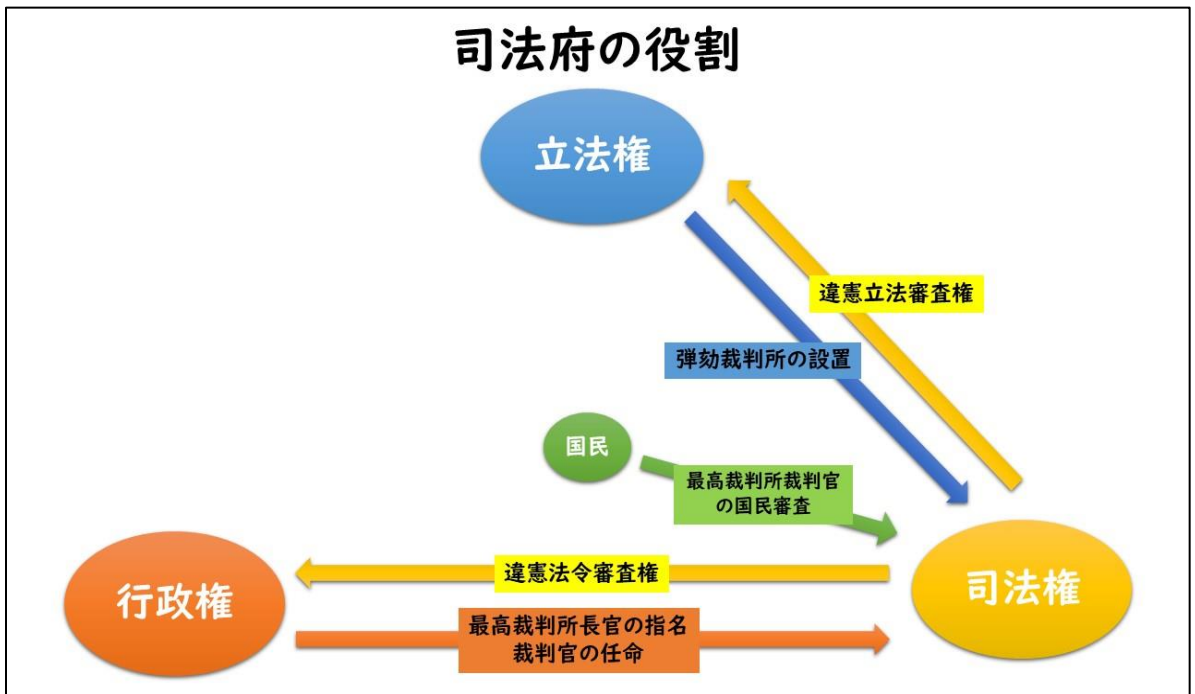 司法府の役割
立法権
違憲立法審査権
弾劾裁判所の設置
国民
最高裁判所裁判官
の国民審査
違憲法令審査権
行政権
司法権
最高裁判所長官の指名
裁判官の任命